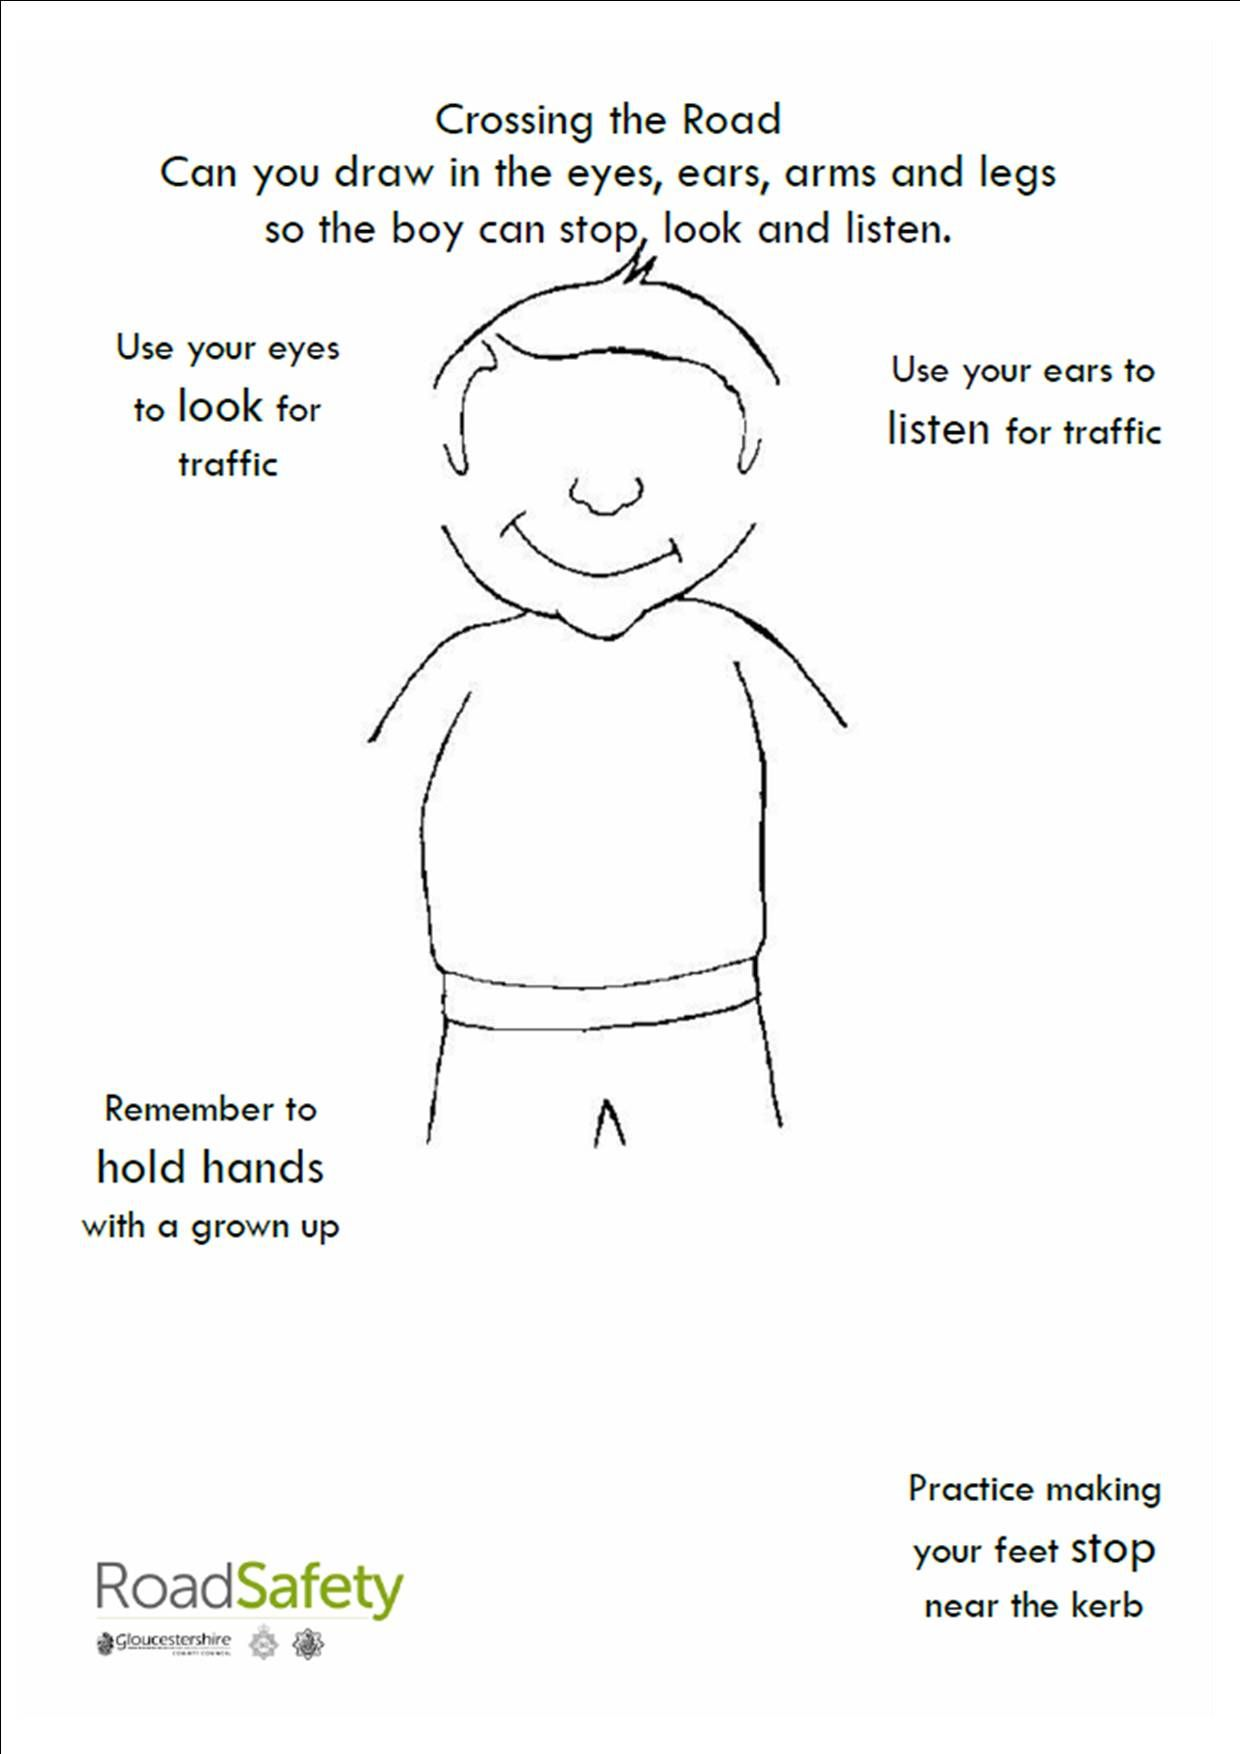 Crossing the Road
Can you draw in the eyes, ears, arms and legs
so the boy can stop, look and listen.
Use your eyes
to look for
traffic
Use your ears to
listen for traffic
Remember to
hold hands
with a grown up
Practice making
your feet stop
near the kerb
RoadSafety
Gloucestershire
COUNTY COUNCIL